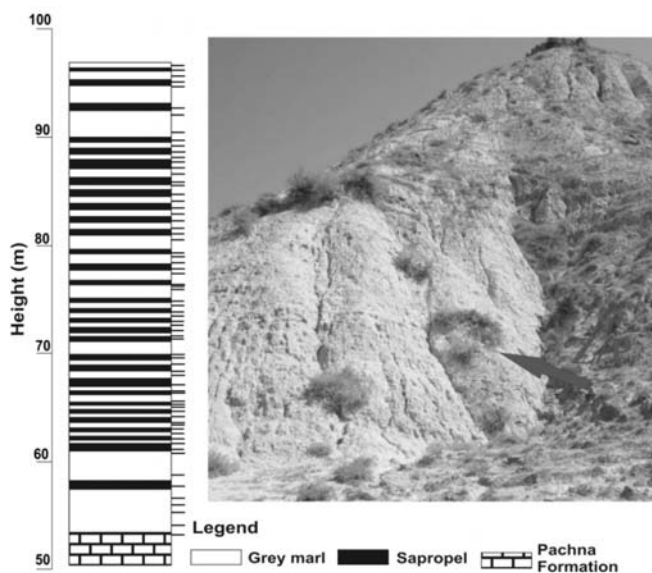 100
90
80
70
60
50
Height (m)
Legend
Grey marl
Sapropel
Pachna
Formation